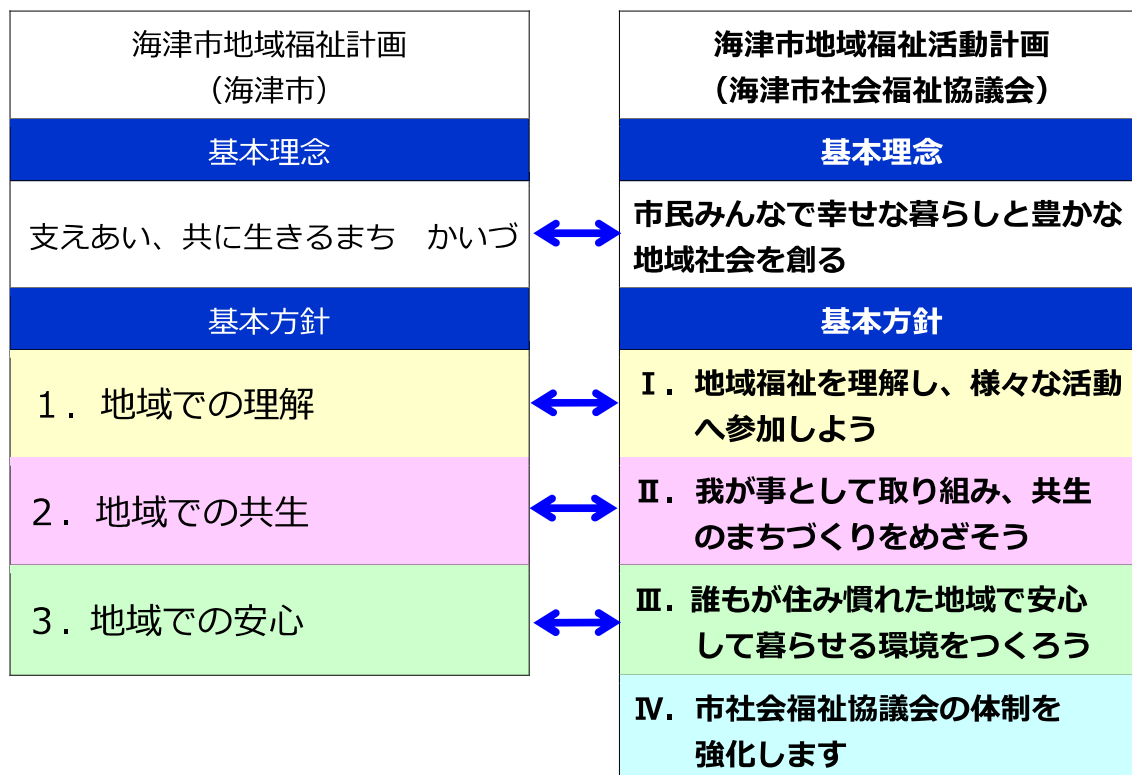 海津市地域福祉計画
（海津市）
基本理念
支えあい、共に生きるまち　かいづ
基本方針
１．地域での理解
２．地域での共生
３．地域での安心
海津市地域福祉活動計画
（海津市社会福祉協議会）
基本理念
市民みんなで幸せな暮らしと豊かな
地域社会を創る
基本方針
Ⅰ．地域福祉を理解し、様々な活動
へ参加しよう
Ⅱ．我が事として取り組み、共生
のまちづくりをめざそう
Ⅲ．誰もが住み慣れた地域で安心
して暮らせる環境をつくろう
Ⅳ．市社会福祉協議会の体制を
強化します